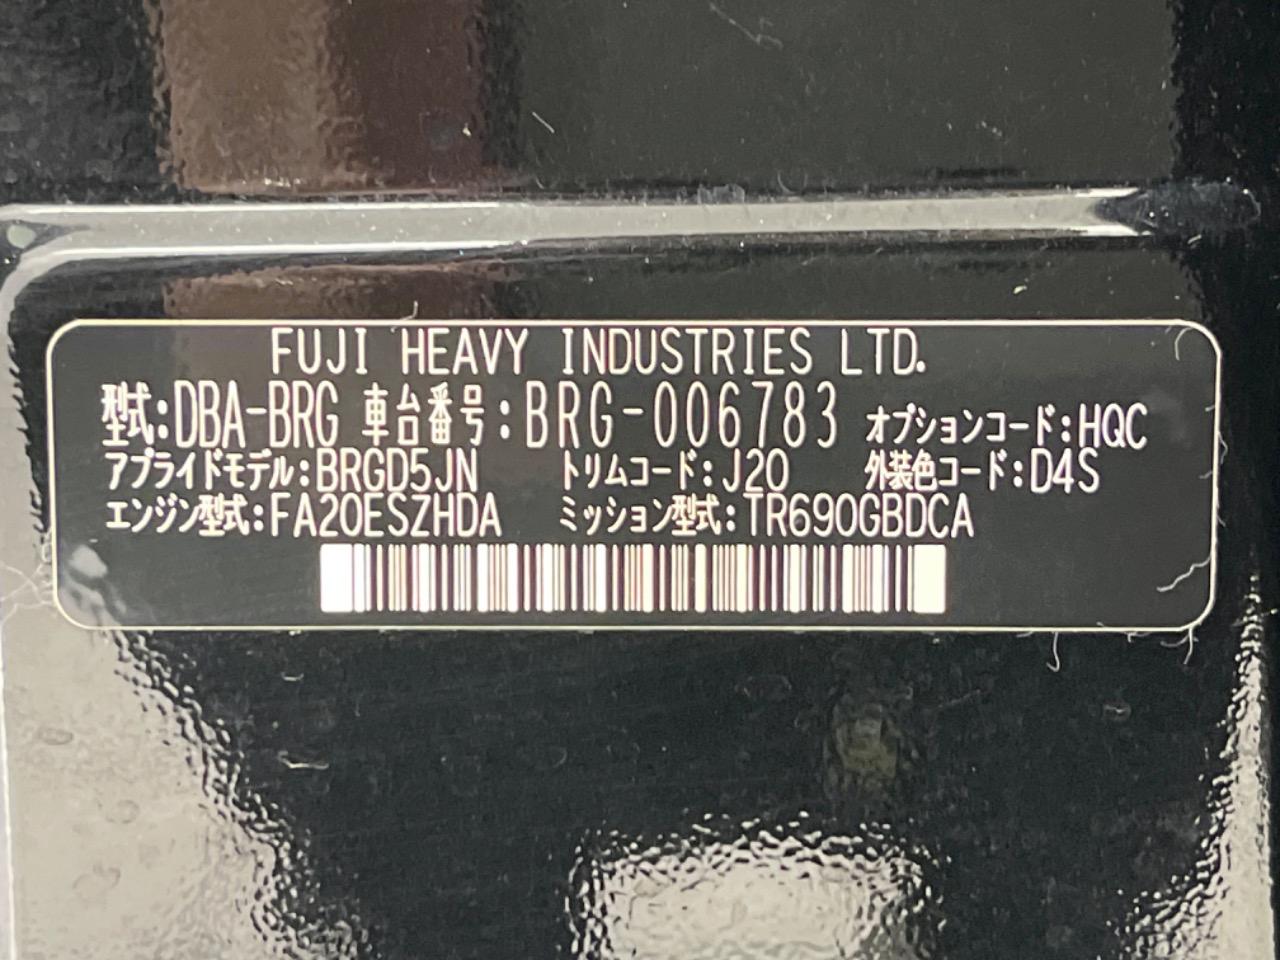 FUJI HEAVY INDUSTRIES LTD.
型式:DBA-BRG 車台番号:BRG-006783 オプションコード:HQC
アプライドモデル:BRGD5JN トリムコード:J20 外装色コード:D4S
エンジン型式:FA20ESZHDA ミッション型式:TR690GBDCA